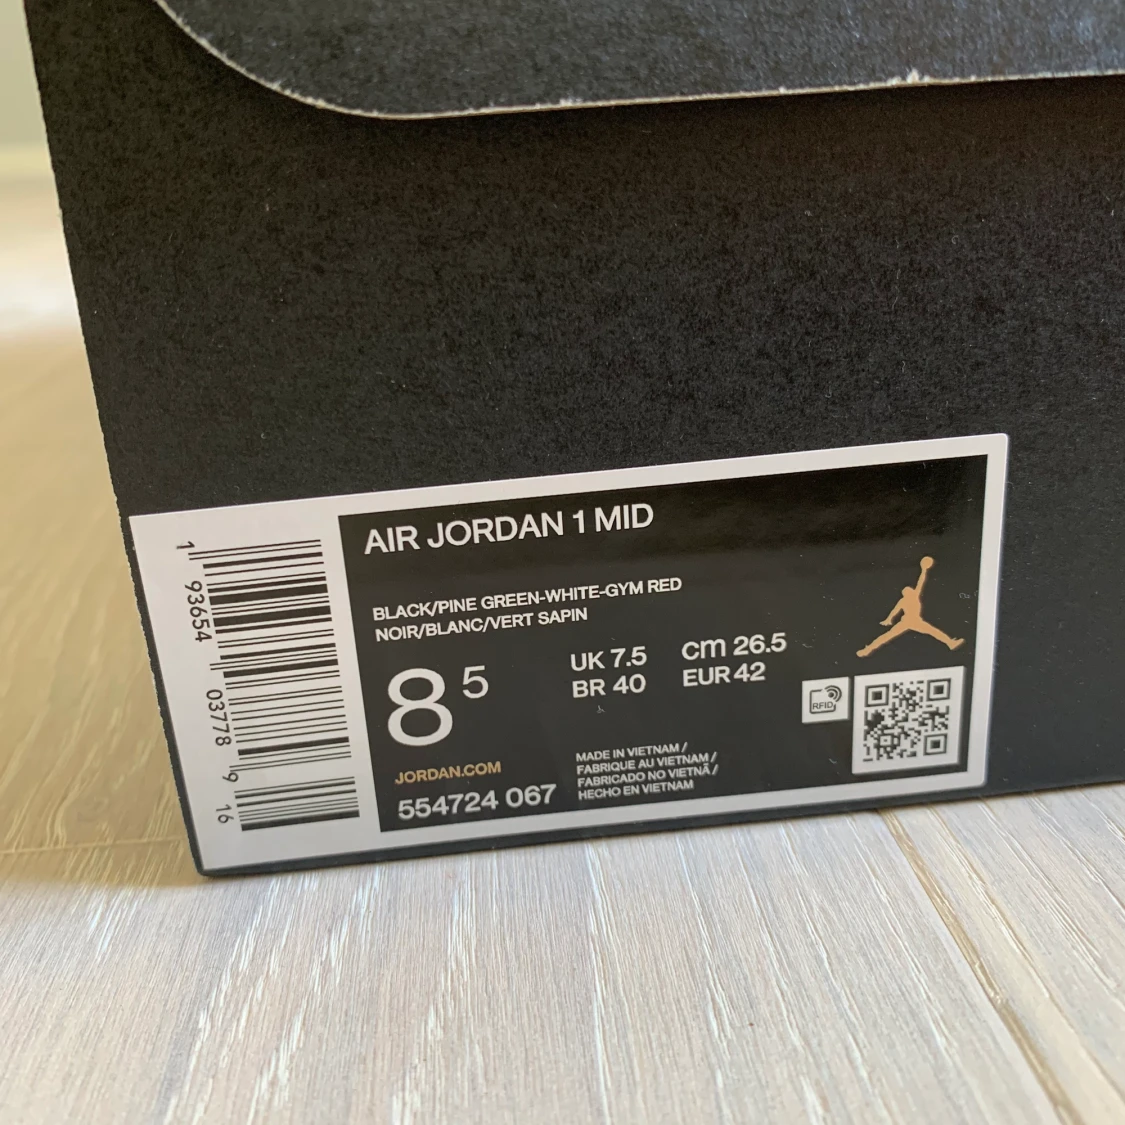 AIR JORDAN 1 MID
BLACK/PINE GREEN-WHITE-GYM RED
NOIR/BLANC/VERT SAPIN
8 5
UK 7.5 cm 26.5
BR 40 EUR 42
RFID
JORDAN.COM
554724 067
MADE IN VIETNAM /
FABRIQUE AU VIETNAM /
FABRICADO NO VIETNÃ /
HECHO EN VIETNAM
1 93654 03778 9 16